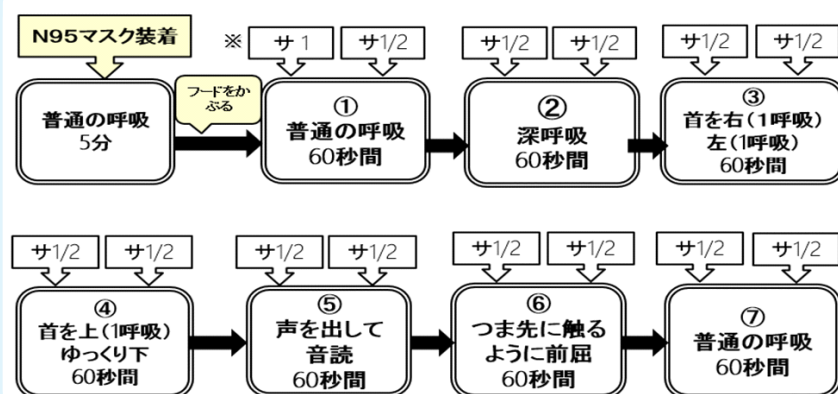 N95マスク装着
※
サ 1
サ1/2
サ1/2
サ1/2
サ1/2
サ1/2
普通の呼吸
5分
フードをか
ぶる
①
普通の呼吸
60秒間
②
深呼吸
60秒間
③
首を右(1呼吸)
左(1呼吸)
60秒間
サ1/2
サ1/2
サ1/2
サ1/2
サ1/2
サ1/2
サ1/2
サ1/2
④
首を上(1呼吸)
ゆっくり下
60秒間
⑤
声を出して
音読
60秒間
⑥
つま先に触る
ように前屈
60秒間
⑦
普通の呼吸
60秒間